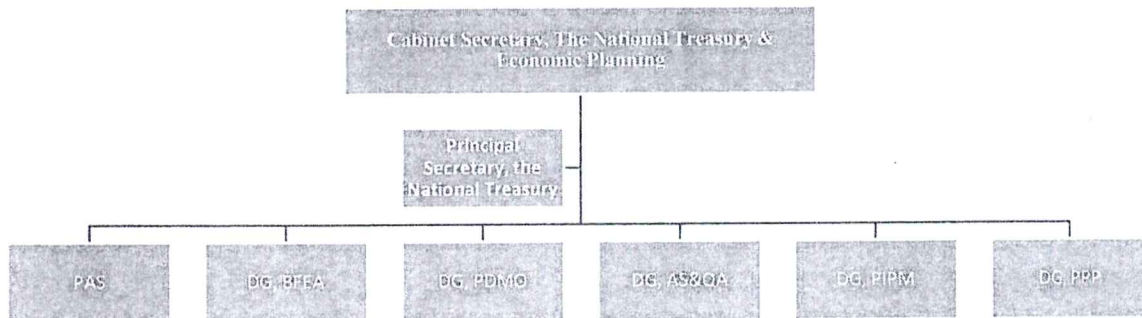 Cabinet Secretary, The National Treasury &
Economic Planning
Principal
Secretary, the
National Treasury
PAS
DG, BFEA
DG, PDMO
DG, AS&QA
DG, PIPM
DG, PPP